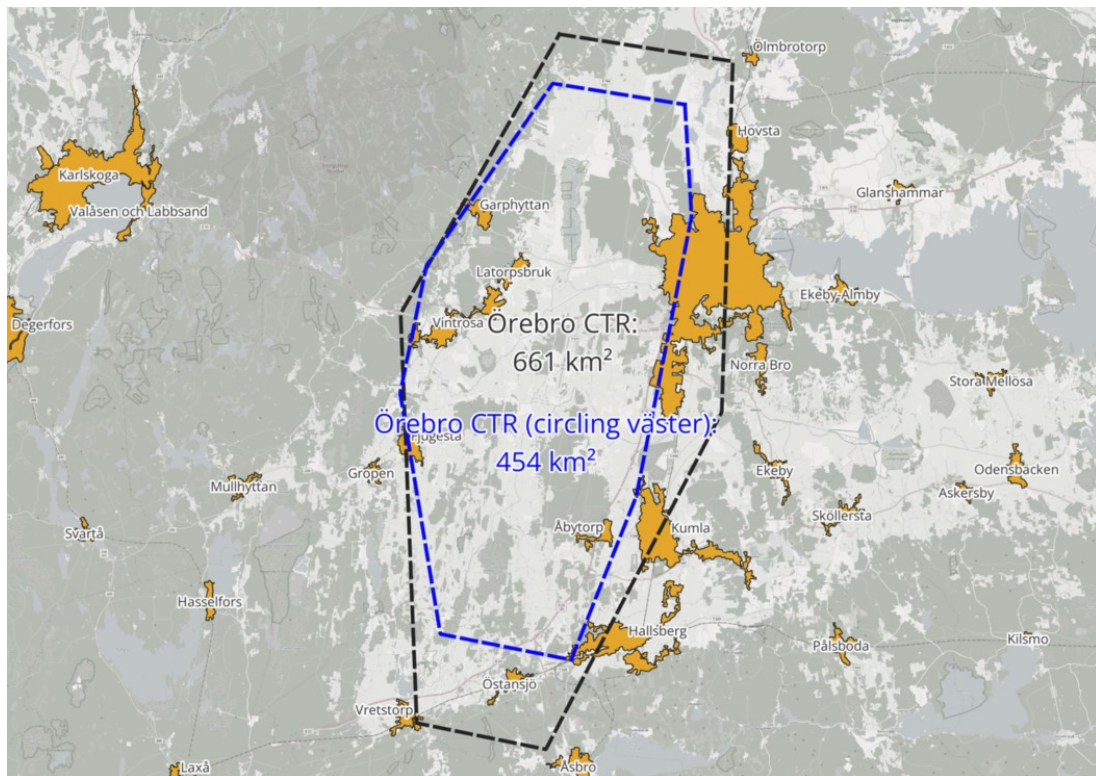 Ölmbrotorp
Hovsta
Karlskoga
Glanshammar
Valåsen och Labbsand
Garphyttan
Latorpsbruk
Ekeby-Almby
Degerfors
Vintrosa
Örebro CTR:
661 km²
Norra Bro
Stora Mellösa
Örebro CTR (circling väster):
454 km²
Fjugesta
Gropen
Ekeby
Odensbacken
Mullhyttan
Askersby
Sköllersta
Svartå
Åbytorp
Kumla
Hasselfors
Hallsberg
Kilsmo
Pålsboda
Östansjö
Vretstorp
Laxå
Åsbro